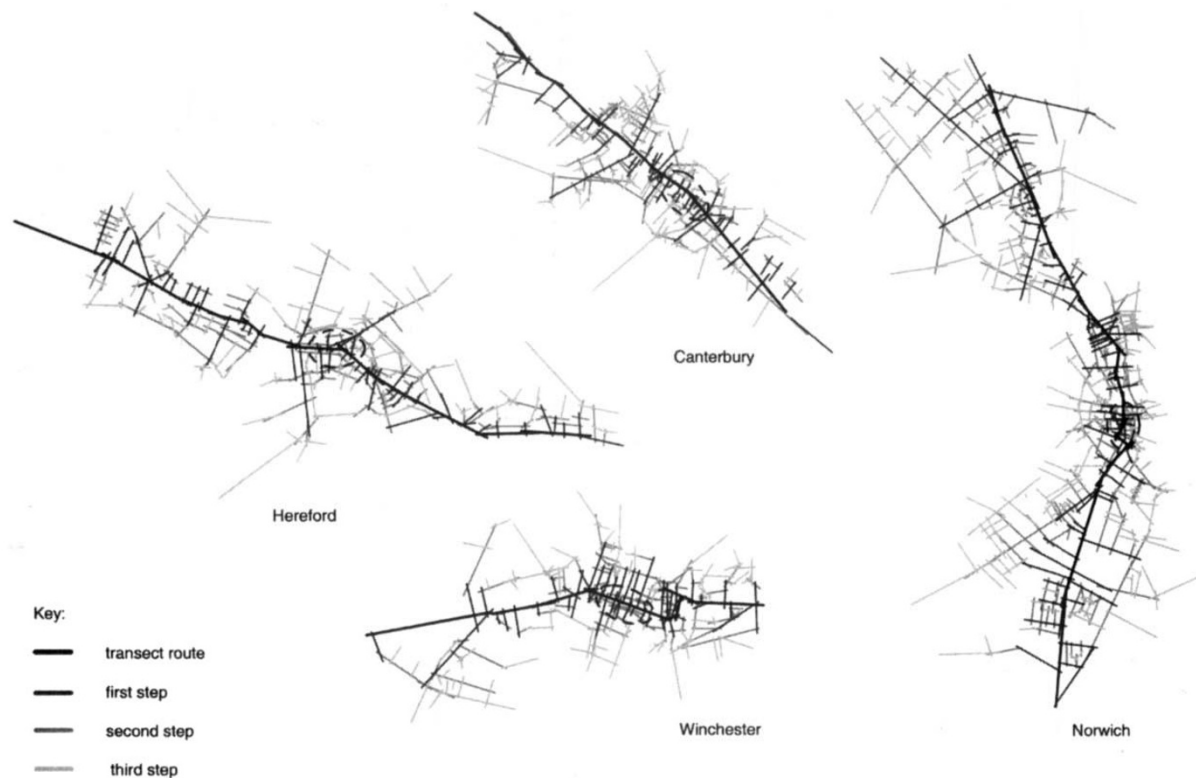 Canterbury
Hereford
Winchester
Norwich
Key:
transect route
first step
second step
third step